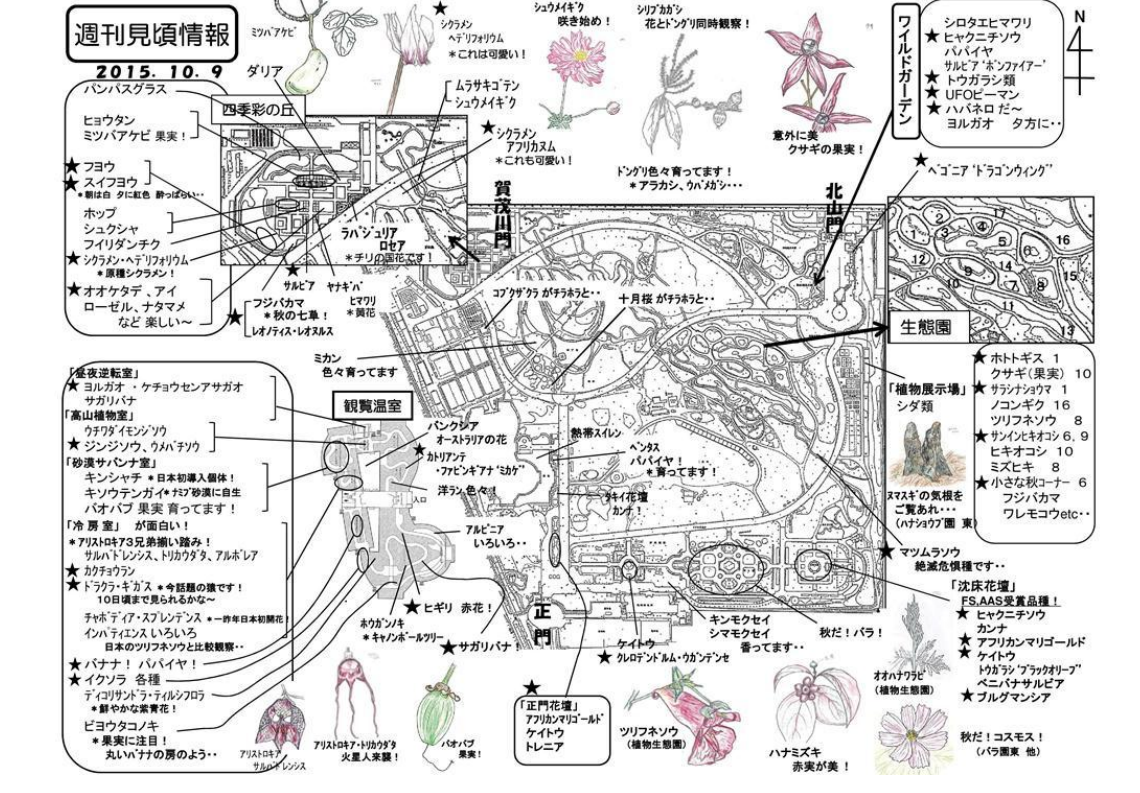 週刊見頃情報
2015. 10. 9
パンパスグラス
ヒョウタン
ミツバアケビ 果実！
★フヨウ
★スイフヨウ
＊朝は白 夕に紅色 酔っぱらい‥
ホップ
シュクシャ
フイリダンチク
★シクラメン・ヘデリフォリウム
＊原種シクラメン！
★オオケタデ 、アイ
ローゼル、ナタマメ
など 楽しい～
四季彩の丘
ミツバアケビ
ダリア
★シクラメン
ヘデリフォリウム
＊これは可愛い！
ムラサキゴテン
シュウメイギク
★シクラメン
アフリカヌム
＊これも可愛い！
シュウメイギク
咲き始め！
シリブカガシ
花とドングリ同時観察！
ドングリ色々育ってます！
＊アラカシ、ウバメガシ・・・
意外に美
クサギの果実！
ワイルドガーデン
シロタエヒマワリ
★ヒャクニチソウ
パパイヤ
サルビア‘ボンファイアー’
★トウガラシ類
★UFOピーマン
★ハバネロ だ～
ヨルガオ 夕方に‥
N
4
★ベゴニア‘ドラゴンウィング’
賀茂川門
北山門
ラパジュリア
ロセア
＊チリの国花です！
★サルビア
ヤナギバ
ヒマワリ
＊黄花
★フジバカマ
＊秋の七草！
レオノティス・レオヌルス
コブクザクラ がチラホラと‥
十月桜 がチラホラと‥
ミカン
色々育ってます
17
2
1
3
4
5
6
16
12
9
14
15
10
7
8
11
13
生態園
★ホトトギス 1
クサギ(果実) 10
★サラシナショウマ 1
ノコンギク 16
ツリフネソウ 8
★サンインヒキオコシ 6, 9
ヒキオコシ 10
ミズヒキ 8
★小さな秋コーナー 6
フジバカマ
ワレモコウetc‥
「植物展示場」
シダ類
ヌマスギの気根を
ご覧あれ・・・
(ハナショウブ園 東)
「昼夜逆転室」
★ヨルガオ ・ ケチョウセンアサガオ
サガリバナ
「高山植物室」
ウチワダイモンジソウ
★ジンジソウ、ウメバチソウ
「砂漠サバンナ室」
キンシャチ ＊日本初導入個体！
キソウテンガイ＊ナミブ砂漠に自生
バオバブ 果実 育ってます！
「冷 房 室」 が面白い！
＊アリストロキア3兄弟揃い踏み！
サルバドレンシス、トリカウダタ、アルボレア
★カクチョウラン
★ドラクラ・ギガス ＊今話題の猿です！
10日頃まで見られるかな～
チャボディア・スプレンデンス ＊一昨年日本初開花！
インパティエンス いろいろ
日本のツリフネソウと比較観察‥
★バナナ！ パパイヤ！
★イクソラ 各種
ディコリサンドラ・ティルシフロラ
＊鮮やかな紫青花！
ビヨウタコノキ
＊果実に注目！
丸いバナナの房のよう‥
観覧温室
入口
バンクシア
オーストラリアの花
★カトリアンテ
・ファビンギアナ‘ミカゲ’
洋ラン 色々！
アルピニア
いろいろ‥
熱帯スイレン
ペンタス
パパイヤ！
＊育ってます！
タキイ花壇
カンナ！
★ヒギリ 赤花！
ホウガンノキ
＊キャノンボールツリー
★サガリバナ！
正門
ケイトウ
★クレロデンドルム・ウガンデンセ
キンモクセイ
シマモクセイ
香ってます‥
秋だ！バラ！
★マツムラソウ
絶滅危惧種です‥
「沈床花壇」
FS.AAS受賞品種！
★ヒャクニチソウ
カンナ
★アフリカンマリゴールド
★ケイトウ
トウガラシ‘ブラックオリーブ’
ベニバナサルビア
★ブルグマンシア
アリストロキア
サルバドレンシス
アリストロキア・トリカウダタ
火星人来襲！
バオバブ
果実！
★「正門花壇」
アフリカンマリゴールド
ケイトウ
トレニア
ツリフネソウ
(植物生態園)
ハナミズキ
赤実が美！
オオハナワラビ
(植物生態園)
秋だ！コスモス！
(バラ園東 他)